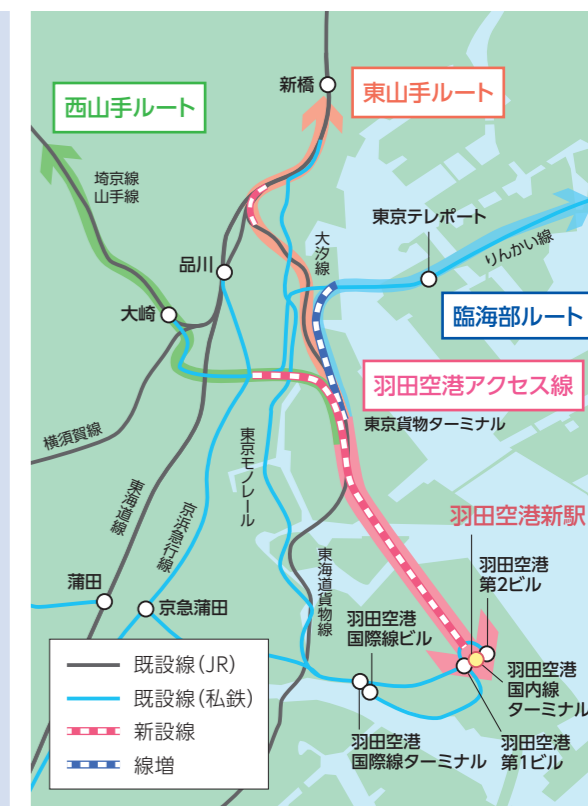 新橋
東山手ルート
西山手ルート
埼京線
山手線
東京テレポート
大汐線
りんかい線
品川
大崎
臨海部ルート
羽田空港アクセス線
東京貨物ターミナル
横須賀線
東京モノレール
東海道線
京浜急行線
羽田空港新駅
東海道貨物線
羽田空港
第2ビル
蒲田
京急蒲田
羽田空港
国際線ビル
羽田空港
国内線
ターミナル
羽田空港
国際線ターミナル
羽田空港
第1ビル
既設線(JR)
既設線(私鉄)
新設線
線増